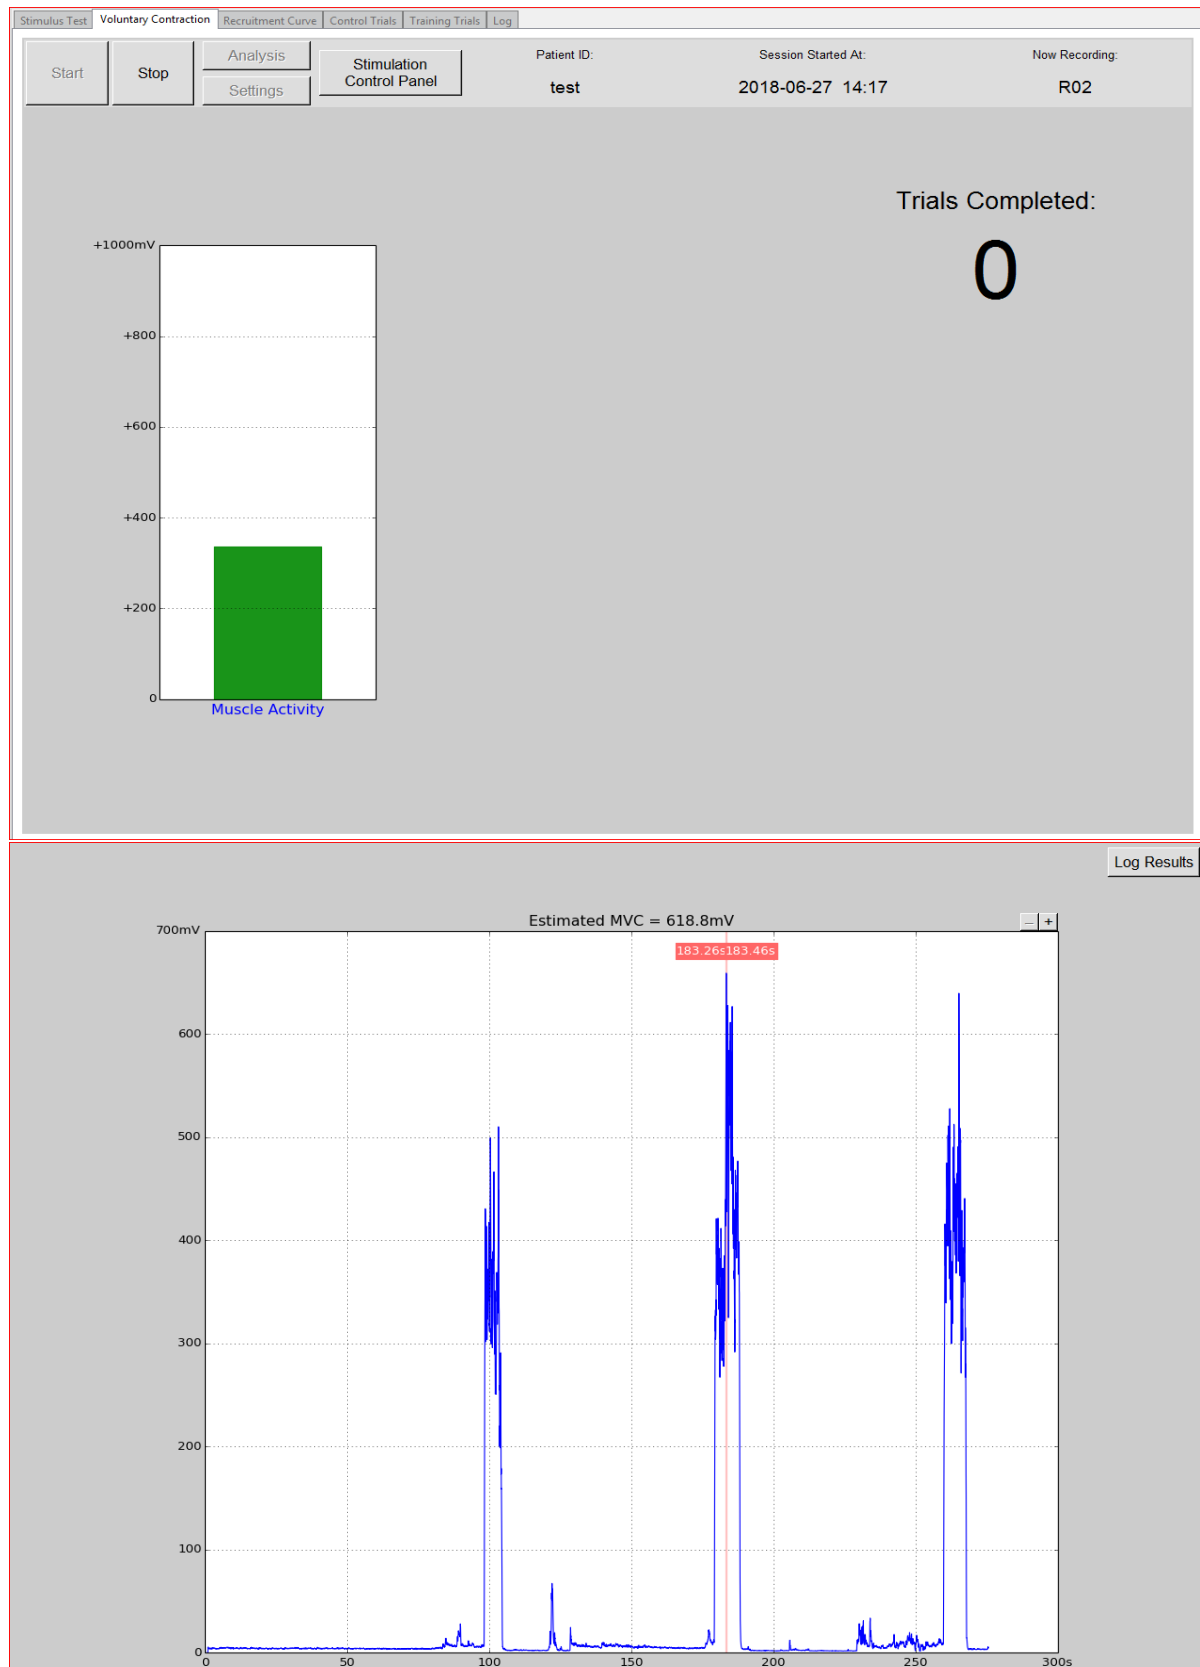 Stimulus Test Voluntary Contraction Recruitment Curve Control Trials Training Trials Log
Start Stop Analysis Settings Stimulation Control Panel
Patient ID: Session Started At: Now Recording:
test 2018-06-27 14:17 R02
Trials Completed:
0
+1000mV
+800
+600
+400
+200
0
Muscle Activity
Log Results
Estimated MVC = 618.8mV
– +
700mV
183.26s 183.46s
600
500
400
300
200
100
0
0 50 100 150 200 250 300s